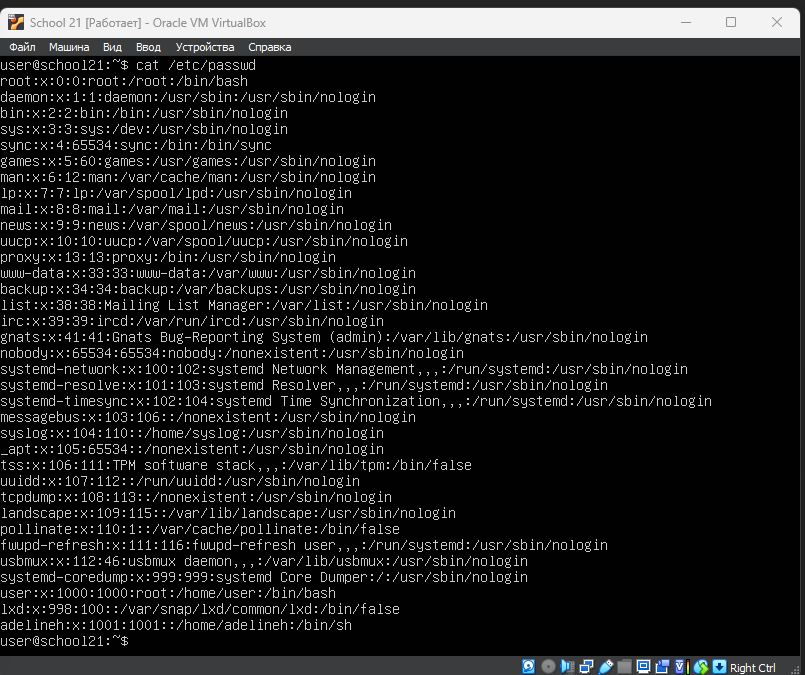 School 21 [Работает] - Oracle VM VirtualBox
Файл Машина Вид Ввод Устройства Справка
user@school21:~$ cat /etc/passwd
root:x:0:0:root:/root:/bin/bash
daemon:x:1:1:daemon:/usr/sbin:/usr/sbin/nologin
bin:x:2:2:bin:/bin:/usr/sbin/nologin
sys:x:3:3:sys:/dev:/usr/sbin/nologin
sync:x:4:65534:sync:/bin:/bin/sync
games:x:5:60:games:/usr/games:/usr/sbin/nologin
man:x:6:12:man:/var/cache/man:/usr/sbin/nologin
lp:x:7:7:lp:/var/spool/lpd:/usr/sbin/nologin
mail:x:8:8:mail:/var/mail:/usr/sbin/nologin
news:x:9:9:news:/var/spool/news:/usr/sbin/nologin
uucp:x:10:10:uucp:/var/spool/uucp:/usr/sbin/nologin
proxy:x:13:13:proxy:/bin:/usr/sbin/nologin
www-data:x:33:33:www-data:/var/www:/usr/sbin/nologin
backup:x:34:34:backup:/var/backups:/usr/sbin/nologin
list:x:38:38:Mailing List Manager:/var/list:/usr/sbin/nologin
irc:x:39:39:ircd:/var/run/ircd:/usr/sbin/nologin
gnats:x:41:41:Gnats Bug-Reporting System (admin):/var/lib/gnats:/usr/sbin/nologin
nobody:x:65534:65534:nobody:/nonexistent:/usr/sbin/nologin
systemd-network:x:100:102:systemd Network Management,,,:/run/systemd:/usr/sbin/nologin
systemd-resolve:x:101:103:systemd Resolver,,,:/run/systemd:/usr/sbin/nologin
systemd-timesync:x:102:104:systemd Time Synchronization,,,:/run/systemd:/usr/sbin/nologin
messagebus:x:103:106::/nonexistent:/usr/sbin/nologin
syslog:x:104:110::/home/syslog:/usr/sbin/nologin
_apt:x:105:65534::/nonexistent:/usr/sbin/nologin
tss:x:106:111:TPM software stack,,,:/var/lib/tpm:/bin/false
uuidd:x:107:112::/run/uuidd:/usr/sbin/nologin
tcpdump:x:108:113::/nonexistent:/usr/sbin/nologin
landscape:x:109:115::/var/lib/landscape:/usr/sbin/nologin
pollinate:x:110:1::/var/cache/pollinate:/bin/false
fwupd-refresh:x:111:116:fwupd-refresh user,,,:/run/systemd:/usr/sbin/nologin
usbmux:x:112:46:usbmux daemon,,,:/var/lib/usbmux:/usr/sbin/nologin
systemd-coredump:x:999:999:systemd Core Dumper:/:/usr/sbin/nologin
user:x:1000:1000:root:/home/user:/bin/bash
lxd:x:998:100::/var/snap/lxd/common/lxd:/bin/false
adelineh:x:1001:1001::/home/adelineh:/bin/sh
user@school21:~$
Right Ctrl